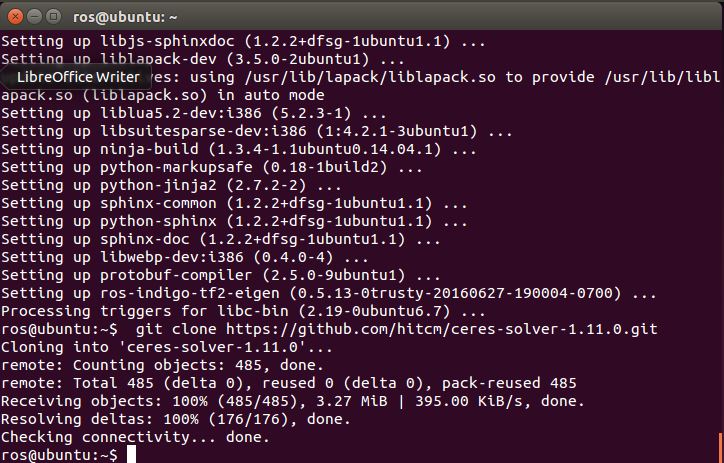 ros@ubuntu: ~
Setting up libjs-sphinxdoc (1.2.2+dfsg-1ubuntu1.1) ...
Setting up liblapack-dev (3.5.0-2ubuntu1) ...
LibreOffice Writer
ves: using /usr/lib/lapack/liblapack.so to provide /usr/lib/libl
apack.so (liblapack.so) in auto mode
Setting up liblua5.2-dev:i386 (5.2.3-1) ...
Setting up libsuitesparse-dev:i386 (1:4.2.1-3ubuntu1) ...
Setting up ninja-build (1.3.4-1.1ubuntu0.14.04.1) ...
Setting up python-markupsafe (0.18-1build2) ...
Setting up python-jinja2 (2.7.2-2) ...
Setting up sphinx-common (1.2.2+dfsg-1ubuntu1.1) ...
Setting up python-sphinx (1.2.2+dfsg-1ubuntu1.1) ...
Setting up sphinx-doc (1.2.2+dfsg-1ubuntu1.1) ...
Setting up libwebp-dev:i386 (0.4.0-4) ...
Setting up protobuf-compiler (2.5.0-9ubuntu1) ...
Setting up ros-indigo-tf2-eigen (0.5.13-0trusty-20160627-190004-0700) ...
Processing triggers for libc-bin (2.19-0ubuntu6.7) ...
ros@ubuntu:~$  git clone https://github.com/hitcm/ceres-solver-1.11.0.git
Cloning into 'ceres-solver-1.11.0'...
remote: Counting objects: 485, done.
remote: Total 485 (delta 0), reused 0 (delta 0), pack-reused 485
Receiving objects: 100% (485/485), 3.27 MiB | 395.00 KiB/s, done.
Resolving deltas: 100% (176/176), done.
Checking connectivity... done.
ros@ubuntu:~$